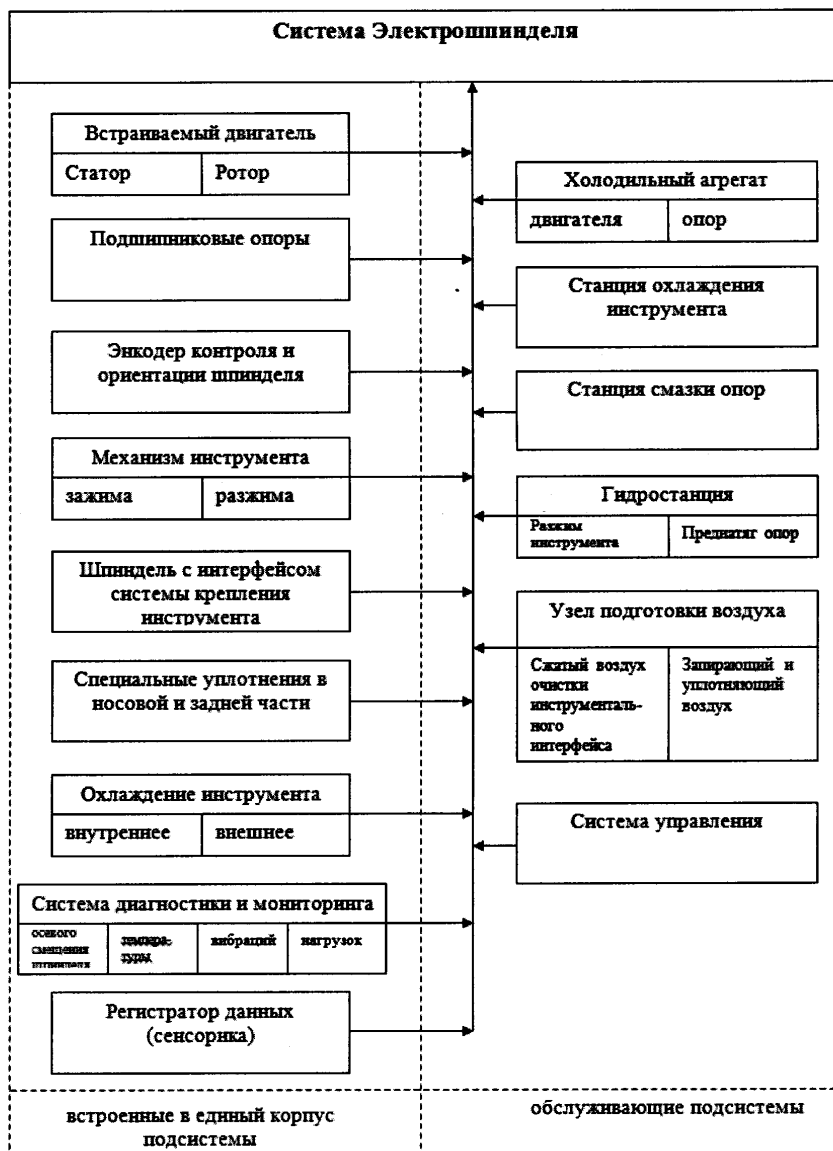 Система Электрошпинделя
Встраиваемый двигатель
Статор
Ротор
Подшипниковые опоры
Энкодер контроля и
ориентации шпинделя
Механизм инструмента
зажима
разжима
Шпиндель с интерфейсом
системы крепления
инструмента
Специальные уплотнения в
носовой и задней части
Охлаждение инструмента
внутреннее
внешнее
Система диагностики и мониторинга
осевого
смещения
шпинделя
темпера-
туры
вибраций
нагрузок
Регистратор данных
(сенсорика)
встроенные в единый корпус
подсистемы
Холодильный агрегат
двигателя
опор
Станция охлаждения
инструмента
Станция смазки опор
Гидростанция
Разжим
инструмента
Преднатяг опор
Узел подготовки воздуха
Сжатый воздух
очистки
инструменталь-
ного
интерфейса
Запирающий и
уплотняющий
воздух
Система управления
обслуживающие подсистемы